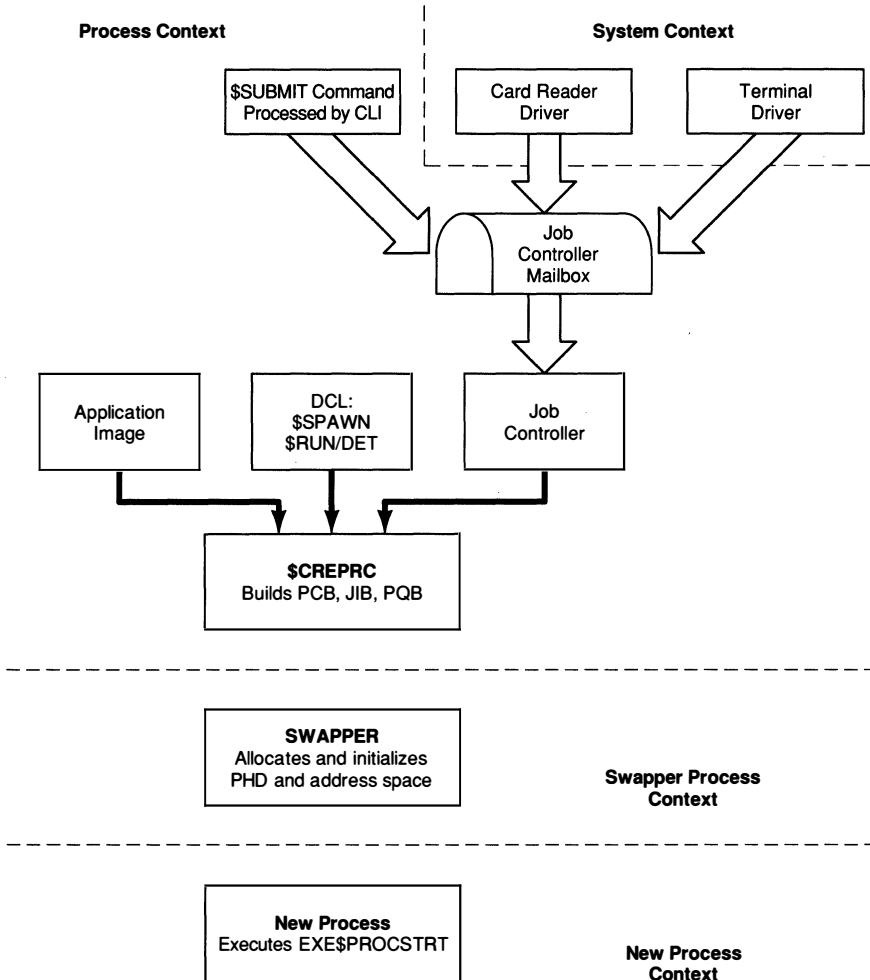 Process Context
System Context
$SUBMIT Command
Processed by CLI
Card Reader
Driver
Terminal
Driver
Job
Controller
Mailbox
Application
Image
DCL:
$SPAWN
$RUN/DET
Job
Controller
$CREPRC
Builds PCB, JIB, PQB
SWAPPER
Allocates and initializes
PHD and address space
Swapper Process
Context
New Process
Executes EXE$PROCSTRT
New Process
Context